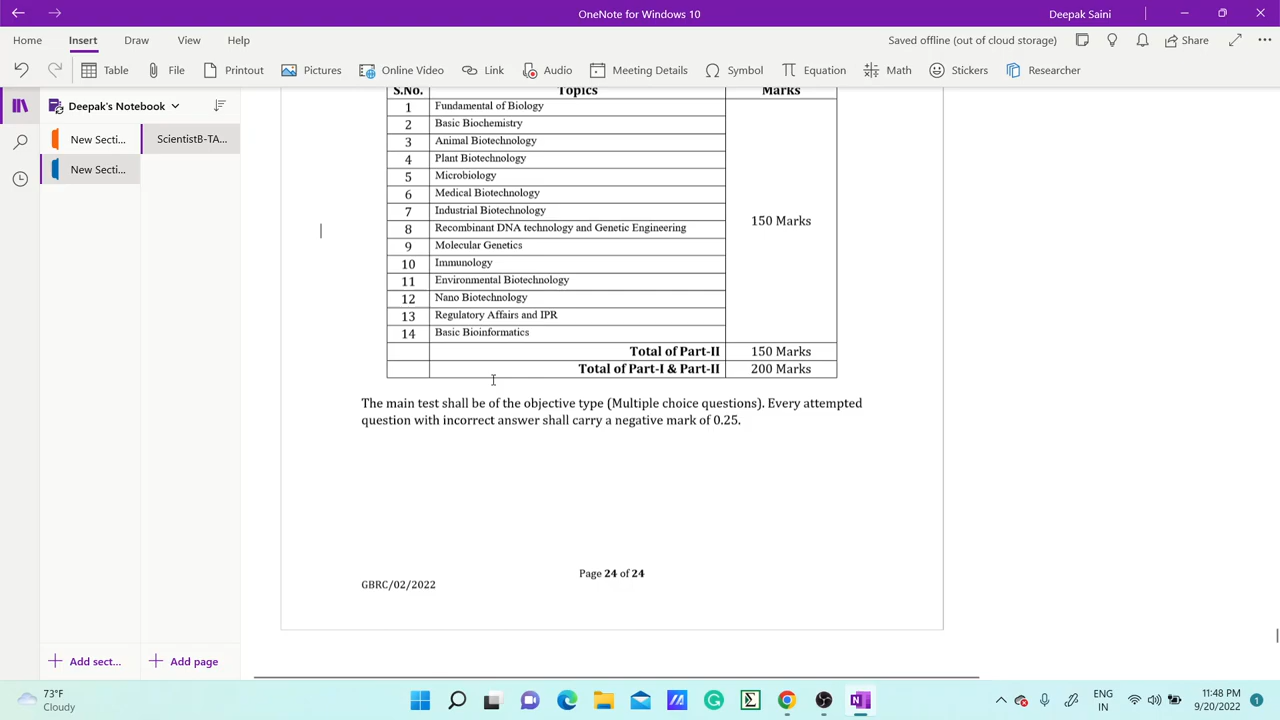 OneNote for Windows 10
Deepak Saini
Home
Insert
Draw
View
Help
Saved offline (out of cloud storage)
Share
Table
File
Printout
Pictures
Online Video
Link
Audio
Meeting Details
Symbol
Equation
Math
Stickers
Researcher
Deepak's Notebook
New Secti...
ScientistB-TA...
New Secti...
S.No. Topics Marks
1 Fundamental of Biology
2 Basic Biochemistry
3 Animal Biotechnology
4 Plant Biotechnology
5 Microbiology
6 Medical Biotechnology
7 Industrial Biotechnology
150 Marks
8 Recombinant DNA technology and Genetic Engineering
9 Molecular Genetics
10 Immunology
11 Environmental Biotechnology
12 Nano Biotechnology
13 Regulatory Affairs and IPR
14 Basic Bioinformatics
Total of Part-II 150 Marks
Total of Part-I & Part-II 200 Marks
The main test shall be of the objective type (Multiple choice questions). Every attempted
question with incorrect answer shall carry a negative mark of 0.25.
Page 24 of 24
GBRC/02/2022
Add sect...
Add page
73°F
Cloudy
ENG
IN
11:48 PM
9/20/2022
1